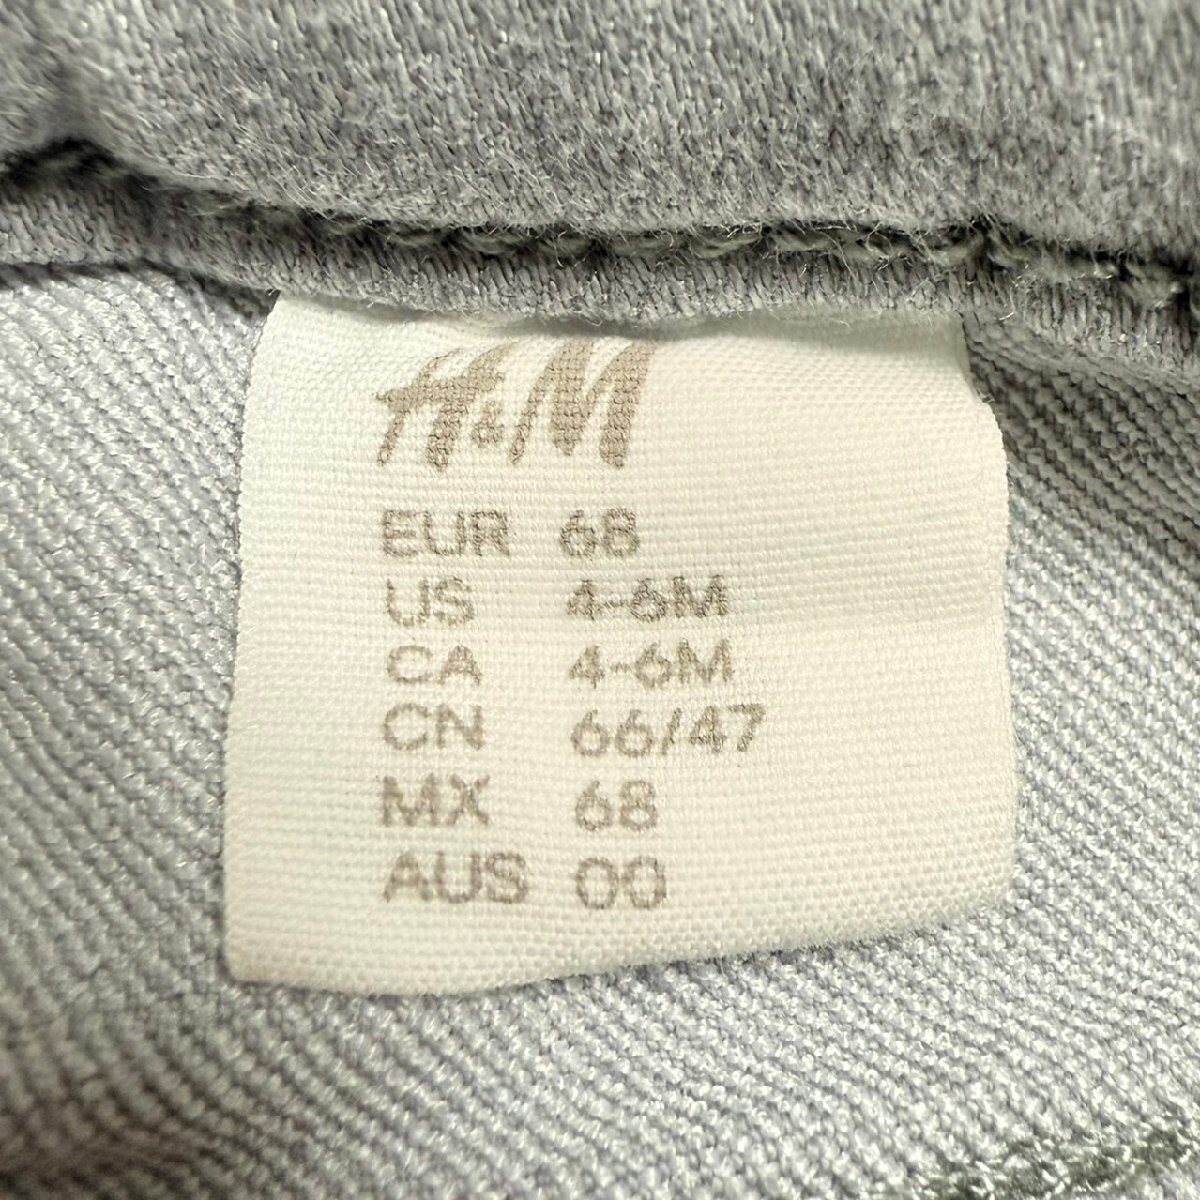 H&M
EUR 68
US 4-6M
CA 4-6M
CN 66/47
MX 68
AUS 00